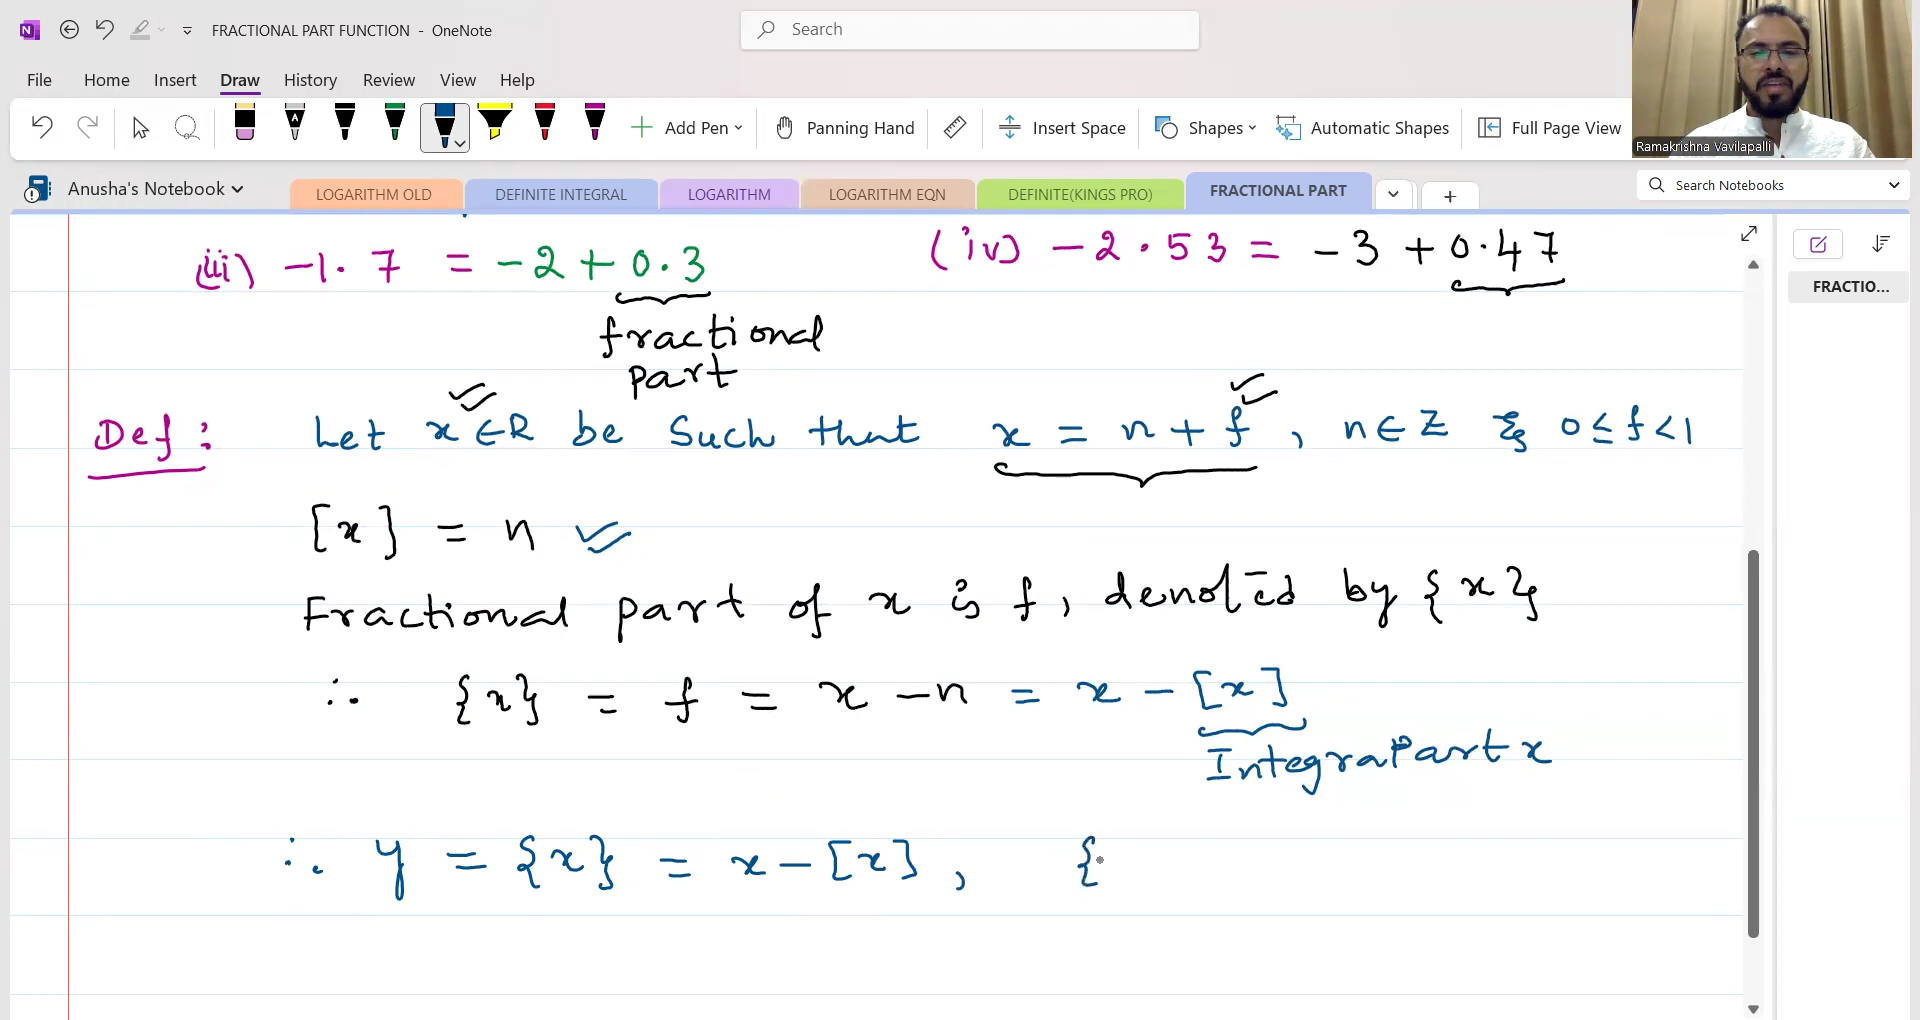 FRACTIONAL PART FUNCTION - OneNote
Search
File Home Insert Draw History Review View Help
Add Pen Panning Hand Insert Space Shapes Automatic Shapes Full Page View
Ramakrishna Vavilapalli
Anusha's Notebook LOGARITHM OLD DEFINITE INTEGRAL LOGARITHM LOGARITHM EQN DEFINITE(KINGS PRO) FRACTIONAL PART + Search Notebooks
FRACTIO...
(iii) -1.7 = -2 + 0.3 (iv) -2.53 = -3 + 0.47
fractional
part
Def: Let x ∈ R be Such that x = n + f, n ∈ Z & 0 ≤ f < 1
[x] = n
Fractional part of x is f, denoted by {x}
∴ {x} = f = x - n = x - [x]
IntegraPart x
∴ y = {x} = x - [x], {